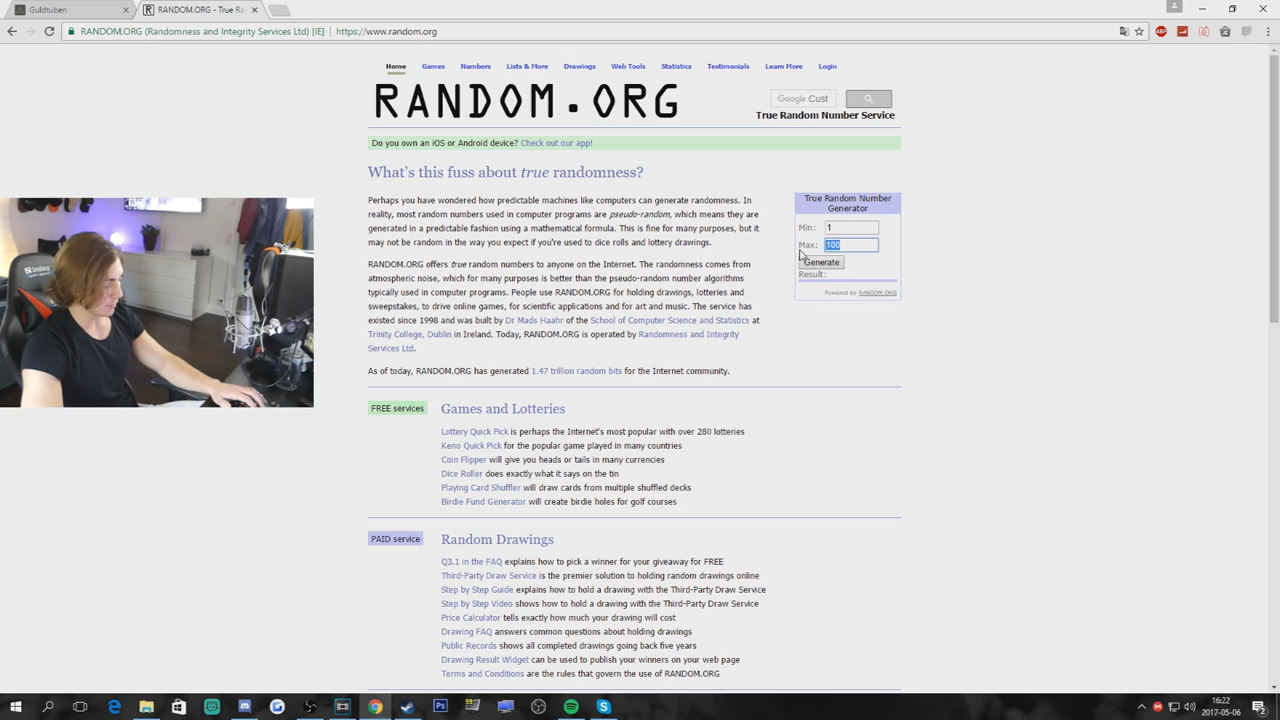 Guldtuben
RANDOM.ORG - True Ra
RANDOM.ORG (Randomness and Integrity Services Ltd) [IE] https://www.random.org
Home Games Numbers Lists & More Drawings Web Tools Statistics Testimonials Learn More Login
RANDOM.ORG
Google Cust
True Random Number Service
Do you own an iOS or Android device? Check out our app!
What's this fuss about true randomness?
Perhaps you have wondered how predictable machines like computers can generate randomness. In
reality, most random numbers used in computer programs are pseudo-random, which means they are
generated in a predictable fashion using a mathematical formula. This is fine for many purposes, but it
may not be random in the way you expect if you're used to dice rolls and lottery drawings.
RANDOM.ORG offers true random numbers to anyone on the Internet. The randomness comes from
atmospheric noise, which for many purposes is better than the pseudo-random number algorithms
typically used in computer programs. People use RANDOM.ORG for holding drawings, lotteries and
sweepstakes, to drive online games, for scientific applications and for art and music. The service has
existed since 1998 and was built by Dr Mads Haahr of the School of Computer Science and Statistics at
Trinity College, Dublin in Ireland. Today, RANDOM.ORG is operated by Randomness and Integrity
Services Ltd.
As of today, RANDOM.ORG has generated 1.47 trillion random bits for the Internet community.
True Random Number
Generator
Min: 1
Max: 100
Generate
Result:
Powered by RANDOM.ORG
FREE services
Games and Lotteries
Lottery Quick Pick is perhaps the Internet's most popular with over 280 lotteries
Keno Quick Pick for the popular game played in many countries
Coin Flipper will give you heads or tails in many currencies
Dice Roller does exactly what it says on the tin
Playing Card Shuffler will draw cards from multiple shuffled decks
Birdie Fund Generator will create birdie holes for golf courses
PAID service
Random Drawings
Q3.1 in the FAQ explains how to pick a winner for your giveaway for FREE
Third-Party Draw Service is the premier solution to holding random drawings online
Step by Step Guide explains how to hold a drawing with the Third-Party Draw Service
Step by Step Video shows how to hold a drawing with the Third-Party Draw Service
Price Calculator tells exactly how much your drawing will cost
Drawing FAQ answers common questions about holding drawings
Public Records shows all completed drawings going back five years
Drawing Result Widget can be used to publish your winners on your web page
Terms and Conditions are the rules that govern the use of RANDOM.ORG
16:22
2017-05-06